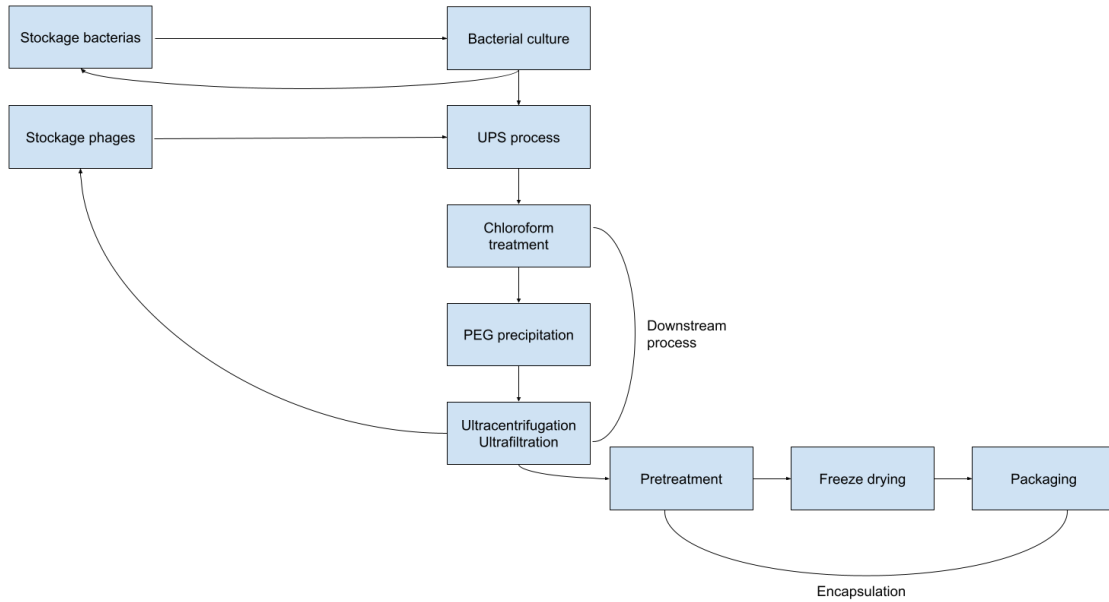 Stockage bacterias
Bacterial culture
Stockage phages
UPS process
Chloroform
treatment
PEG precipitation
Downstream
process
Ultracentrifugation
Ultrafiltration
Pretreatment
Freeze drying
Packaging
Encapsulation